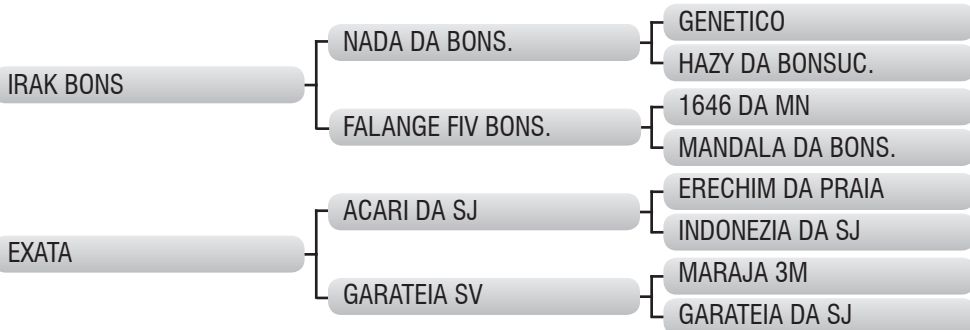 IRAK BONS
NADA DA BONS.
GENETICO
HAZY DA BONSUC.
FALANGE FIV BONS.
1646 DA MN
MANDALA DA BONS.
EXATA
ACARI DA SJ
ERECHIM DA PRAIA
INDONEZIA DA SJ
GARATEIA SV
MARAJA 3M
GARATEIA DA SJ